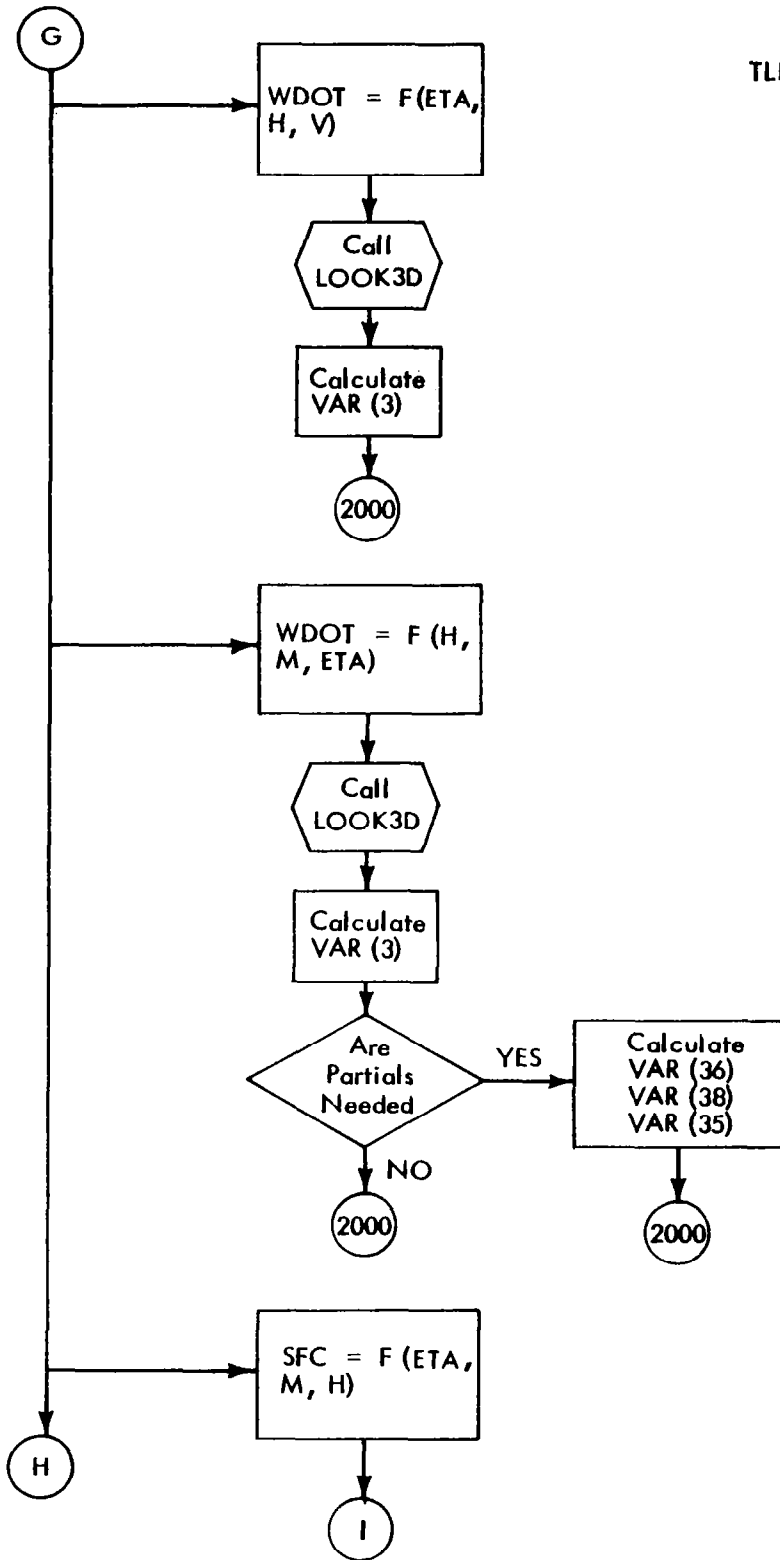 G
TL
WDOT = F(ETA,
H, V)
Call
LOOK3D
Calculate
VAR (3)
2000
WDOT = F (H,
M, ETA)
Call
LOOK3D
Calculate
VAR (3)
Are
Partials
Needed
YES
Calculate
VAR (36)
VAR (38)
VAR (35)
NO
2000
2000
SFC = F (ETA,
M, H)
H
I